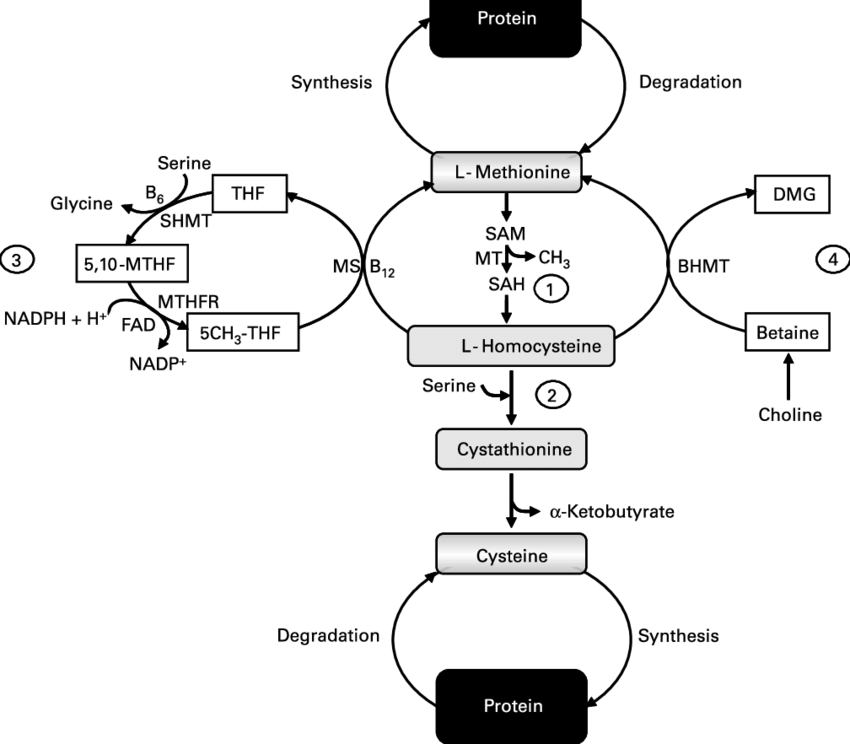 Protein
Synthesis
Degradation
L-Methionine
Serine
Glycine
B6
THF
SHMT
DMG
SAM
MT
CH3
SAH
1
3
5,10-MTHF
MS
B12
BHMT
4
MTHFR
NADPH + H+
FAD
5CH3-THF
NADP+
L-Homocysteine
Betaine
Serine
2
Choline
Cystathionine
α-Ketobutyrate
Cysteine
Degradation
Synthesis
Protein